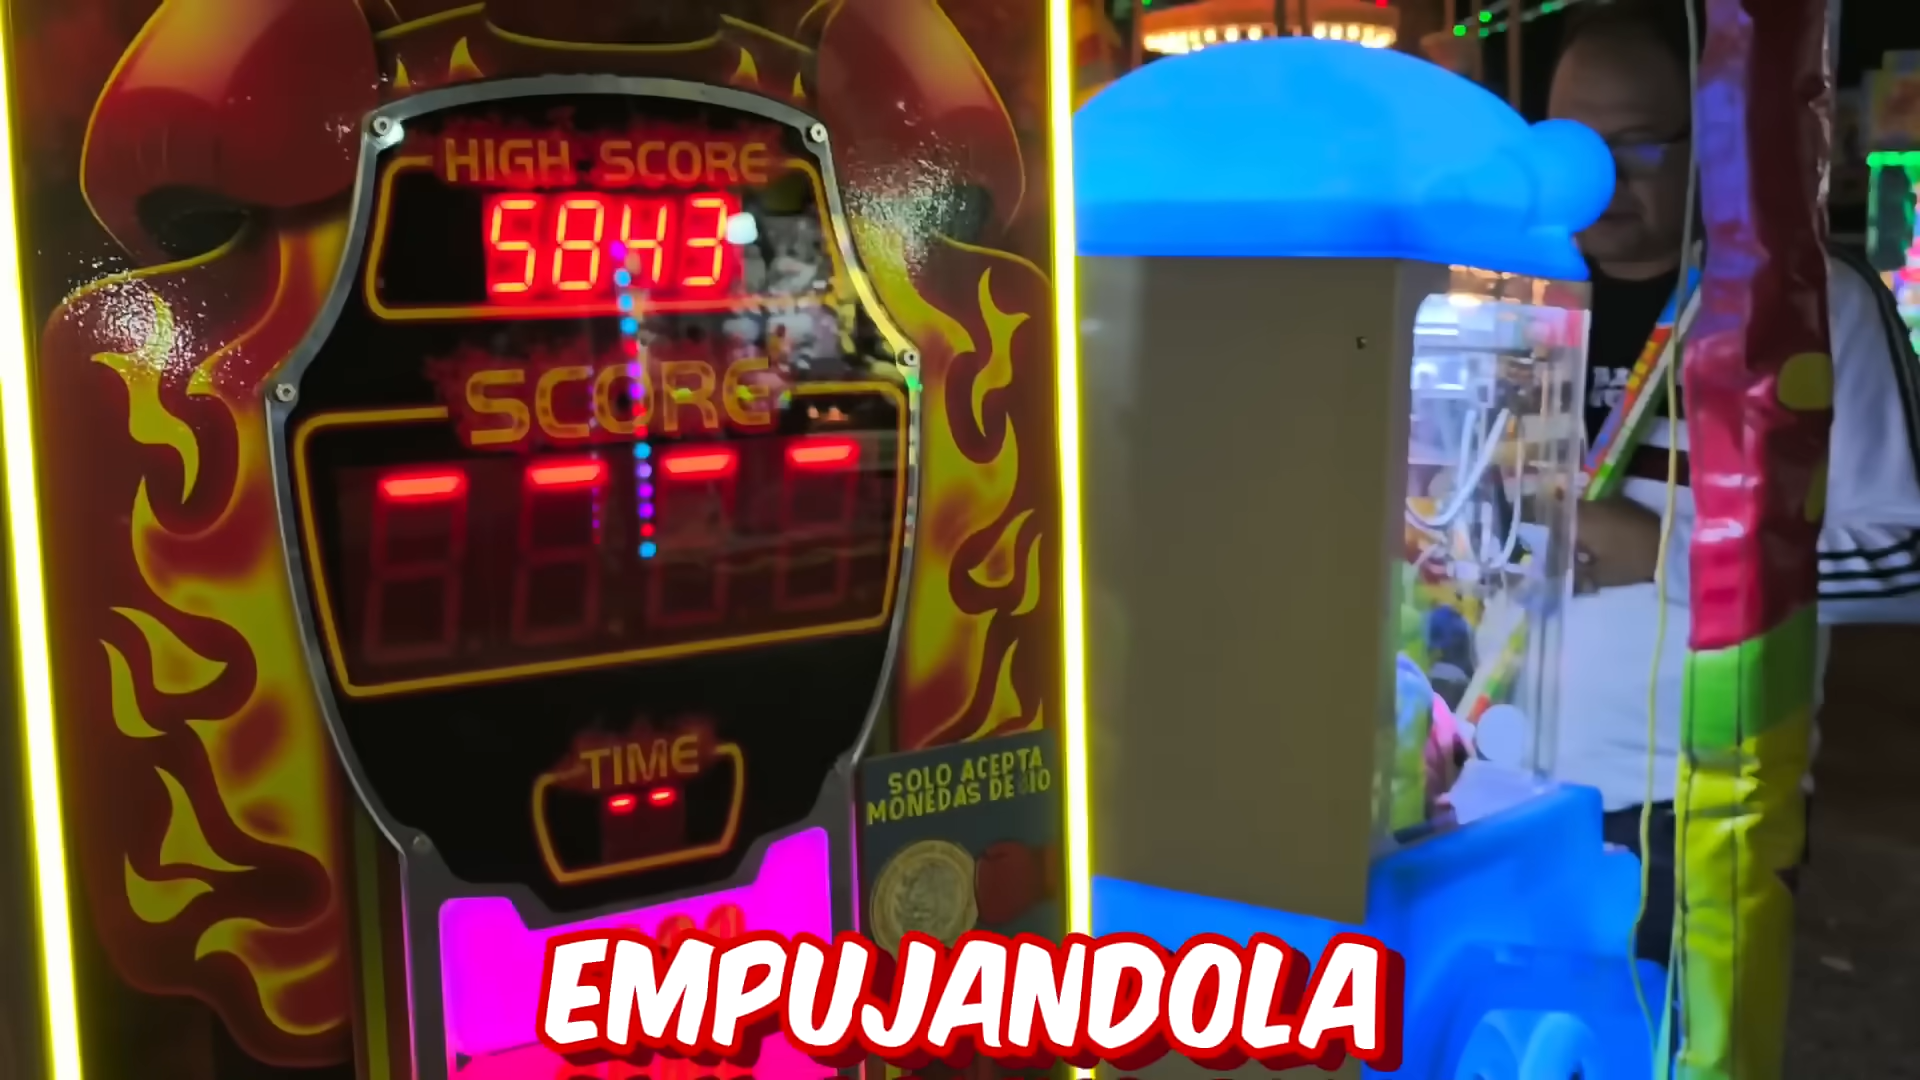 HIGH SCORE
5843
SCORE
TIME
SOLO ACEPTA
MONEDAS DE $10
EMPUJANDOLA